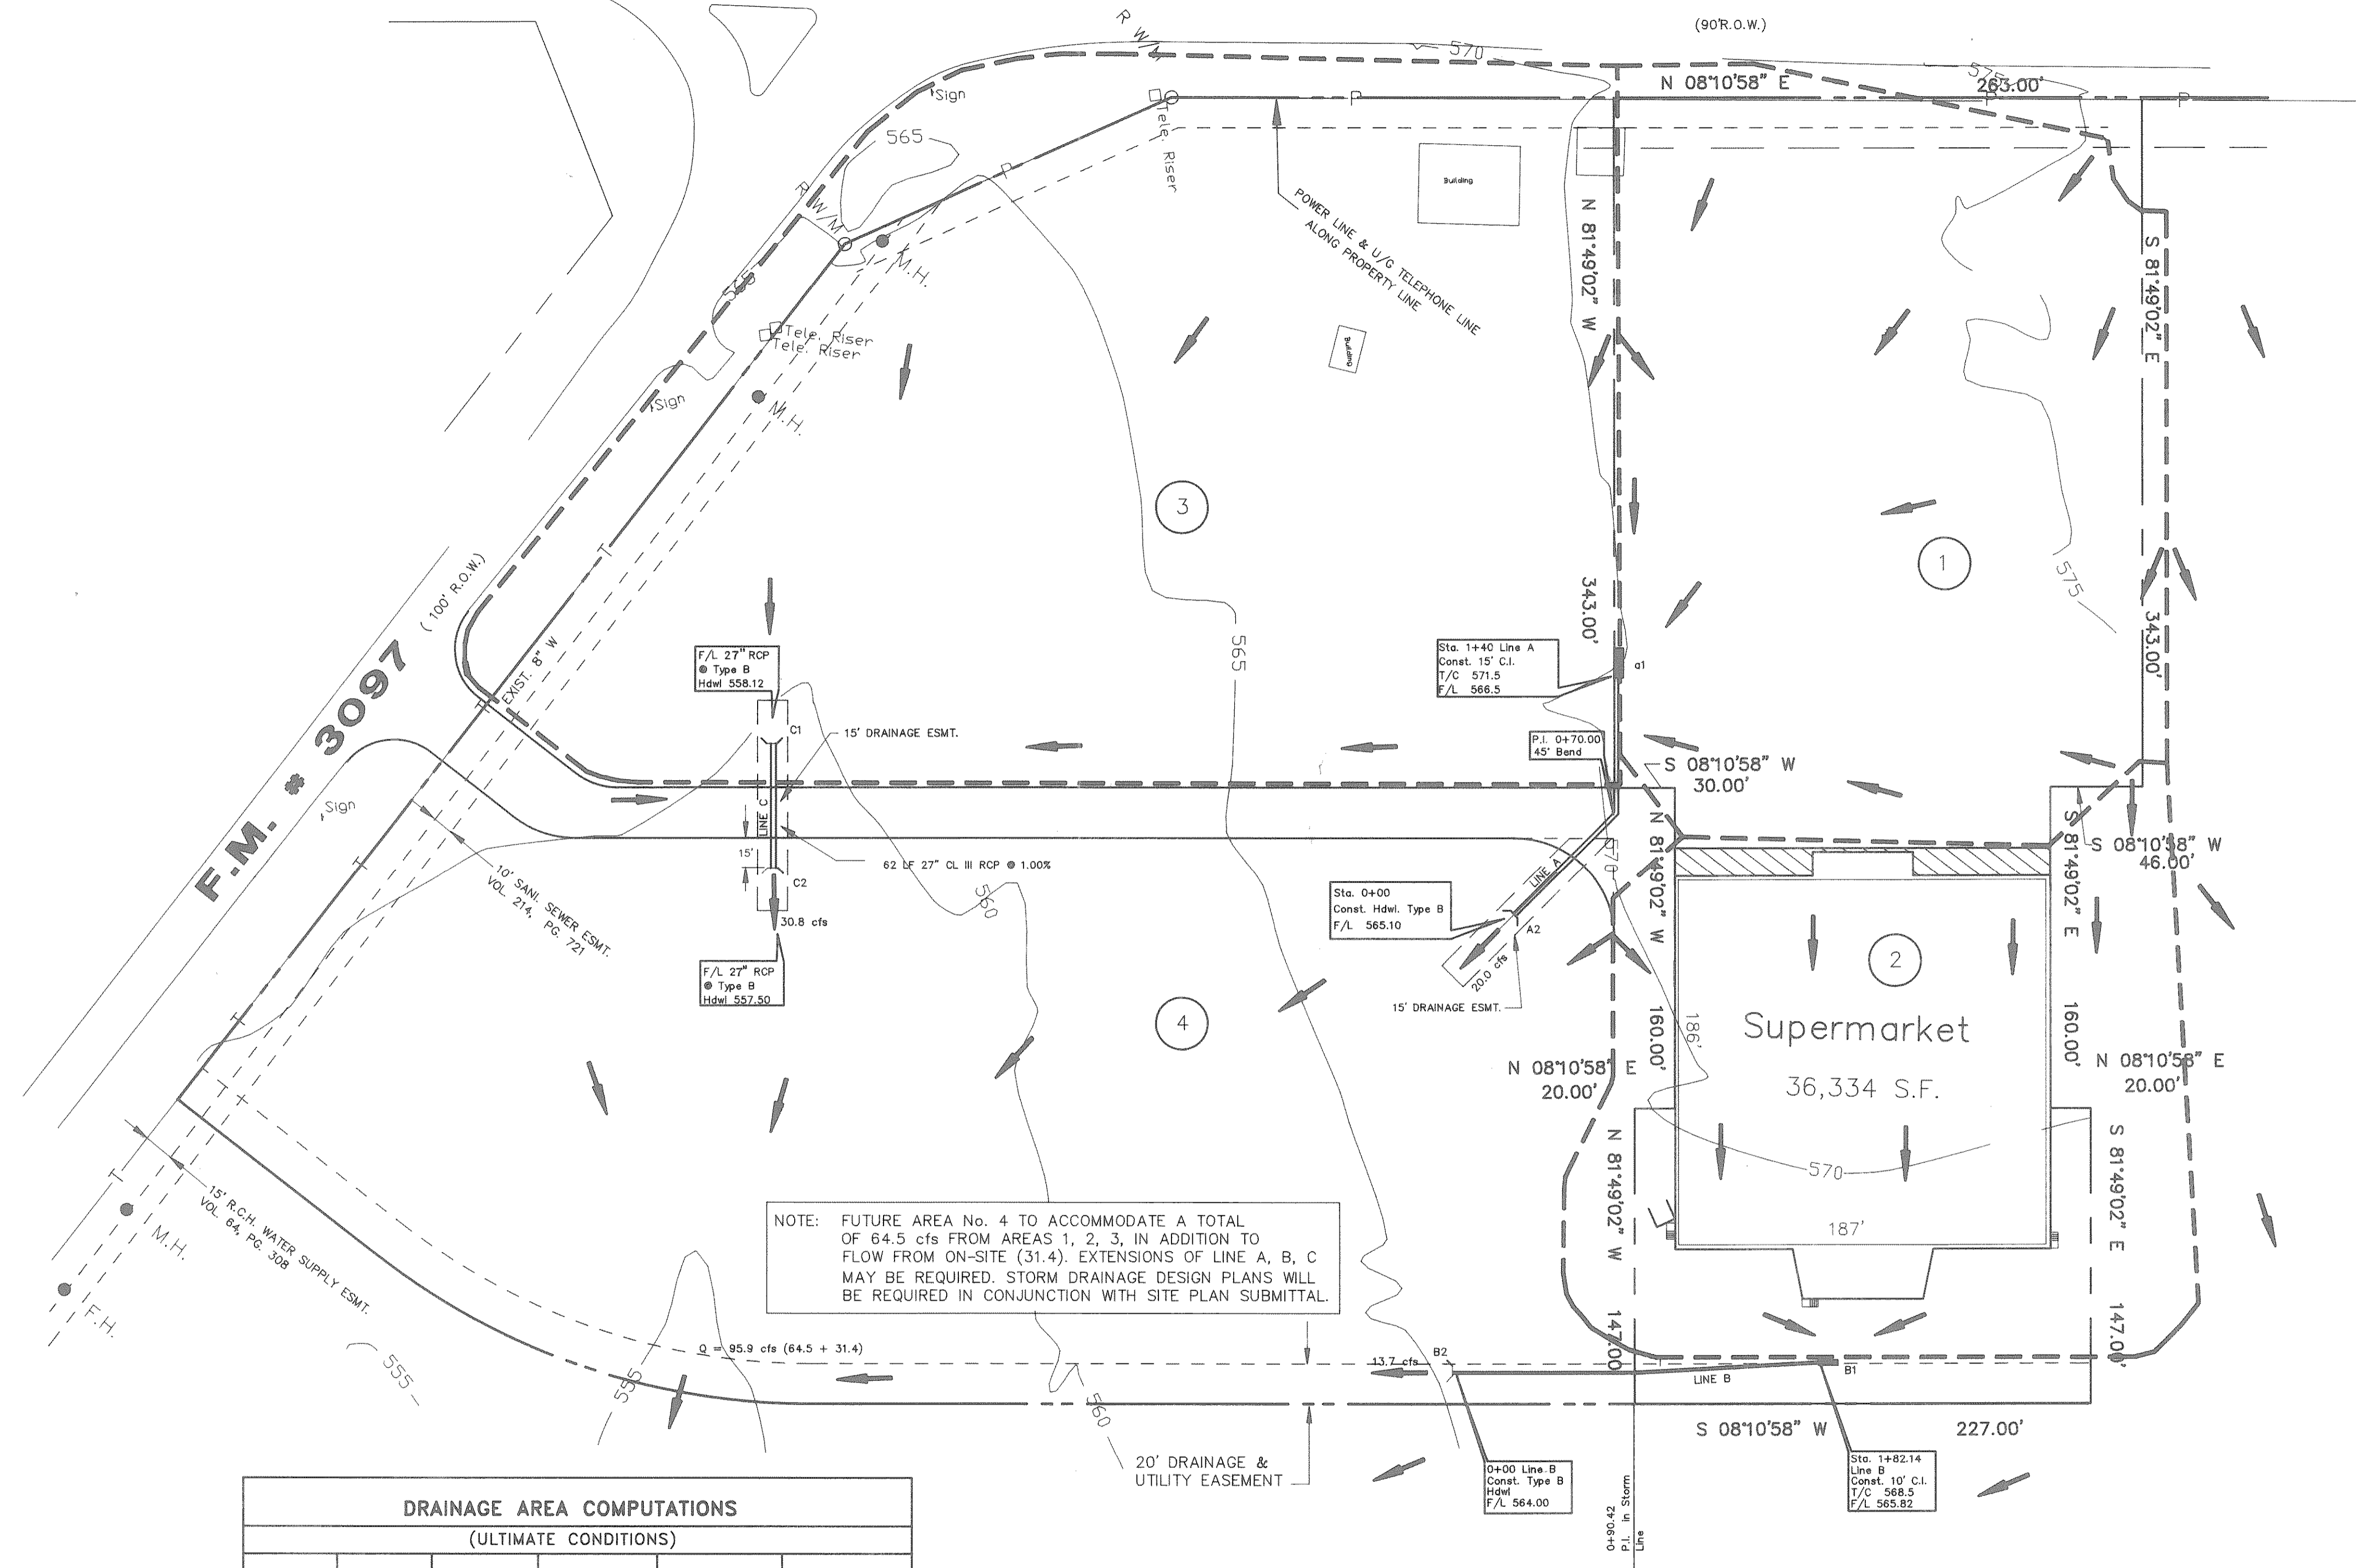 (90'R.O.W.)
R
W/M
570
575
N 08°10'58" E
263.00'
P
P
P
Sign
565
Tele. Riser
P
Building
R
W/M
M.H.
POWER LINE & U/G TELEPHONE LINE
ALONG PROPERTY LINE
N 81°49'02" W
S 81°49'02" E
Tele. Riser
Tele. Riser
Building
Sign
M.H.
3
1
T
575
F.M. * 3097
(100' R.O.W.)
EXIST. 8" W
T
343.00'
343.00'
565
F/L 27" RCP
@ Type B
Hdwl 558.12
Sta. 1+40 Line A
Const. 15' C.I.
T/C 571.5
F/L 566.5
a1
C1
15' DRAINAGE ESMT.
P.I. 0+70.00
45° Bend
S 08°10'58" W
30.00'
Sign
LINE C
15'
62 LF 27" CL III RCP @ 1.00%
C2
30.8 cfs
F/L 27" RCP
@ Type B
Hdwl 557.50
560
570
LINE A
N 81°49'02" W
S 81°49'02" E
S 08°10'58" W
46.00'
T
10' SANI. SEWER ESMT.
VOL. 214, PG. 721
Sta. 0+00
Const. Hdwl. Type B
F/L 565.10
A2
20.0 cfs
15' DRAINAGE ESMT.
2
Supermarket
36,334 S.F.
186'
160.00'
160.00'
4
T
N 08°10'58" E
20.00'
N 08°10'58" E
20.00'
T
T
T
15' R.C.H. WATER SUPPLY ESMT.
VOL. 64, PG. 308
M.H.
F.H.
N 81°49'02" W
S 81°49'02" E
570
187'
NOTE: FUTURE AREA No. 4 TO ACCOMMODATE A TOTAL
OF 64.5 cfs FROM AREAS 1, 2, 3, IN ADDITION TO
FLOW FROM ON-SITE (31.4). EXTENSIONS OF LINE A, B, C
MAY BE REQUIRED. STORM DRAINAGE DESIGN PLANS WILL
BE REQUIRED IN CONJUNCTION WITH SITE PLAN SUBMITTAL.
147.00
147.00'
Q = 95.9 cfs (64.5 + 31.4)
13.7 cfs
B2
LINE B
B1
555
555
560
S 08°10'58" W
227.00'
20' DRAINAGE &
UTILITY EASEMENT
0+00 Line B
Const. Type B
Hdwl
F/L 564.00
Sta. 1+82.14
Line B
Const. 10' C.I.
T/C 568.5
F/L 565.82
0+90.42
P.I. in Storm
Line
DRAINAGE AREA COMPUTATIONS
(ULTIMATE CONDITIONS)